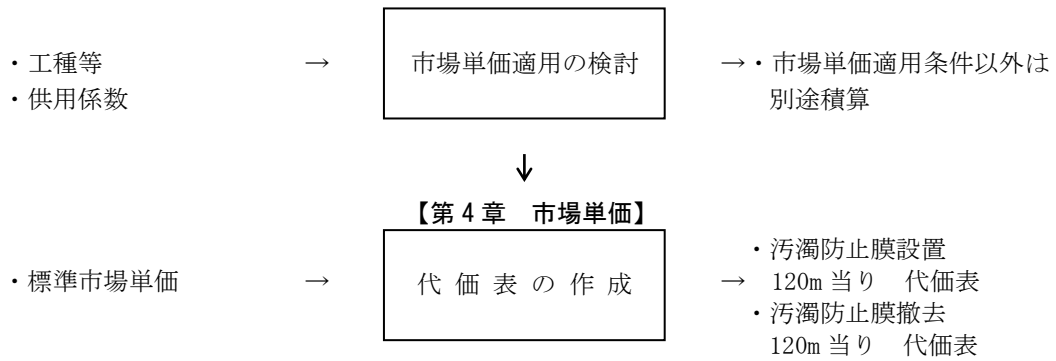 ・工種等 → 市場単価適用の検討 →・市場単価適用条件以外は
・供用係数 別途積算
↓
【第4章 市場単価】
・標準市場単価 → 代 価 表 の 作 成 → ・汚濁防止膜設置
120m当り 代価表
・汚濁防止膜撤去
120m当り 代価表